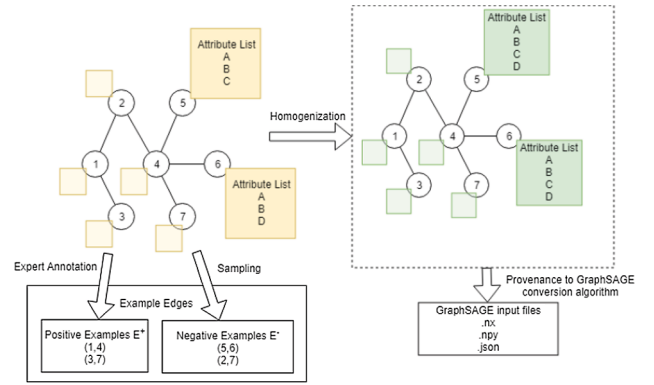 Attribute List
A
B
C
2
5
1
4
6
3
7
Attribute List
A
B
D
Homogenization
Attribute List
A
B
C
D
2
5
1
4
6
3
7
Attribute List
A
B
C
D
Expert Annotation
Sampling
Example Edges
Positive Examples E+
(1,4)
(3,7)
Negative Examples E-
(5,6)
(2,7)
Provenance to GraphSAGE
conversion algorithm
GraphSAGE input files
.nx
.npy
.json